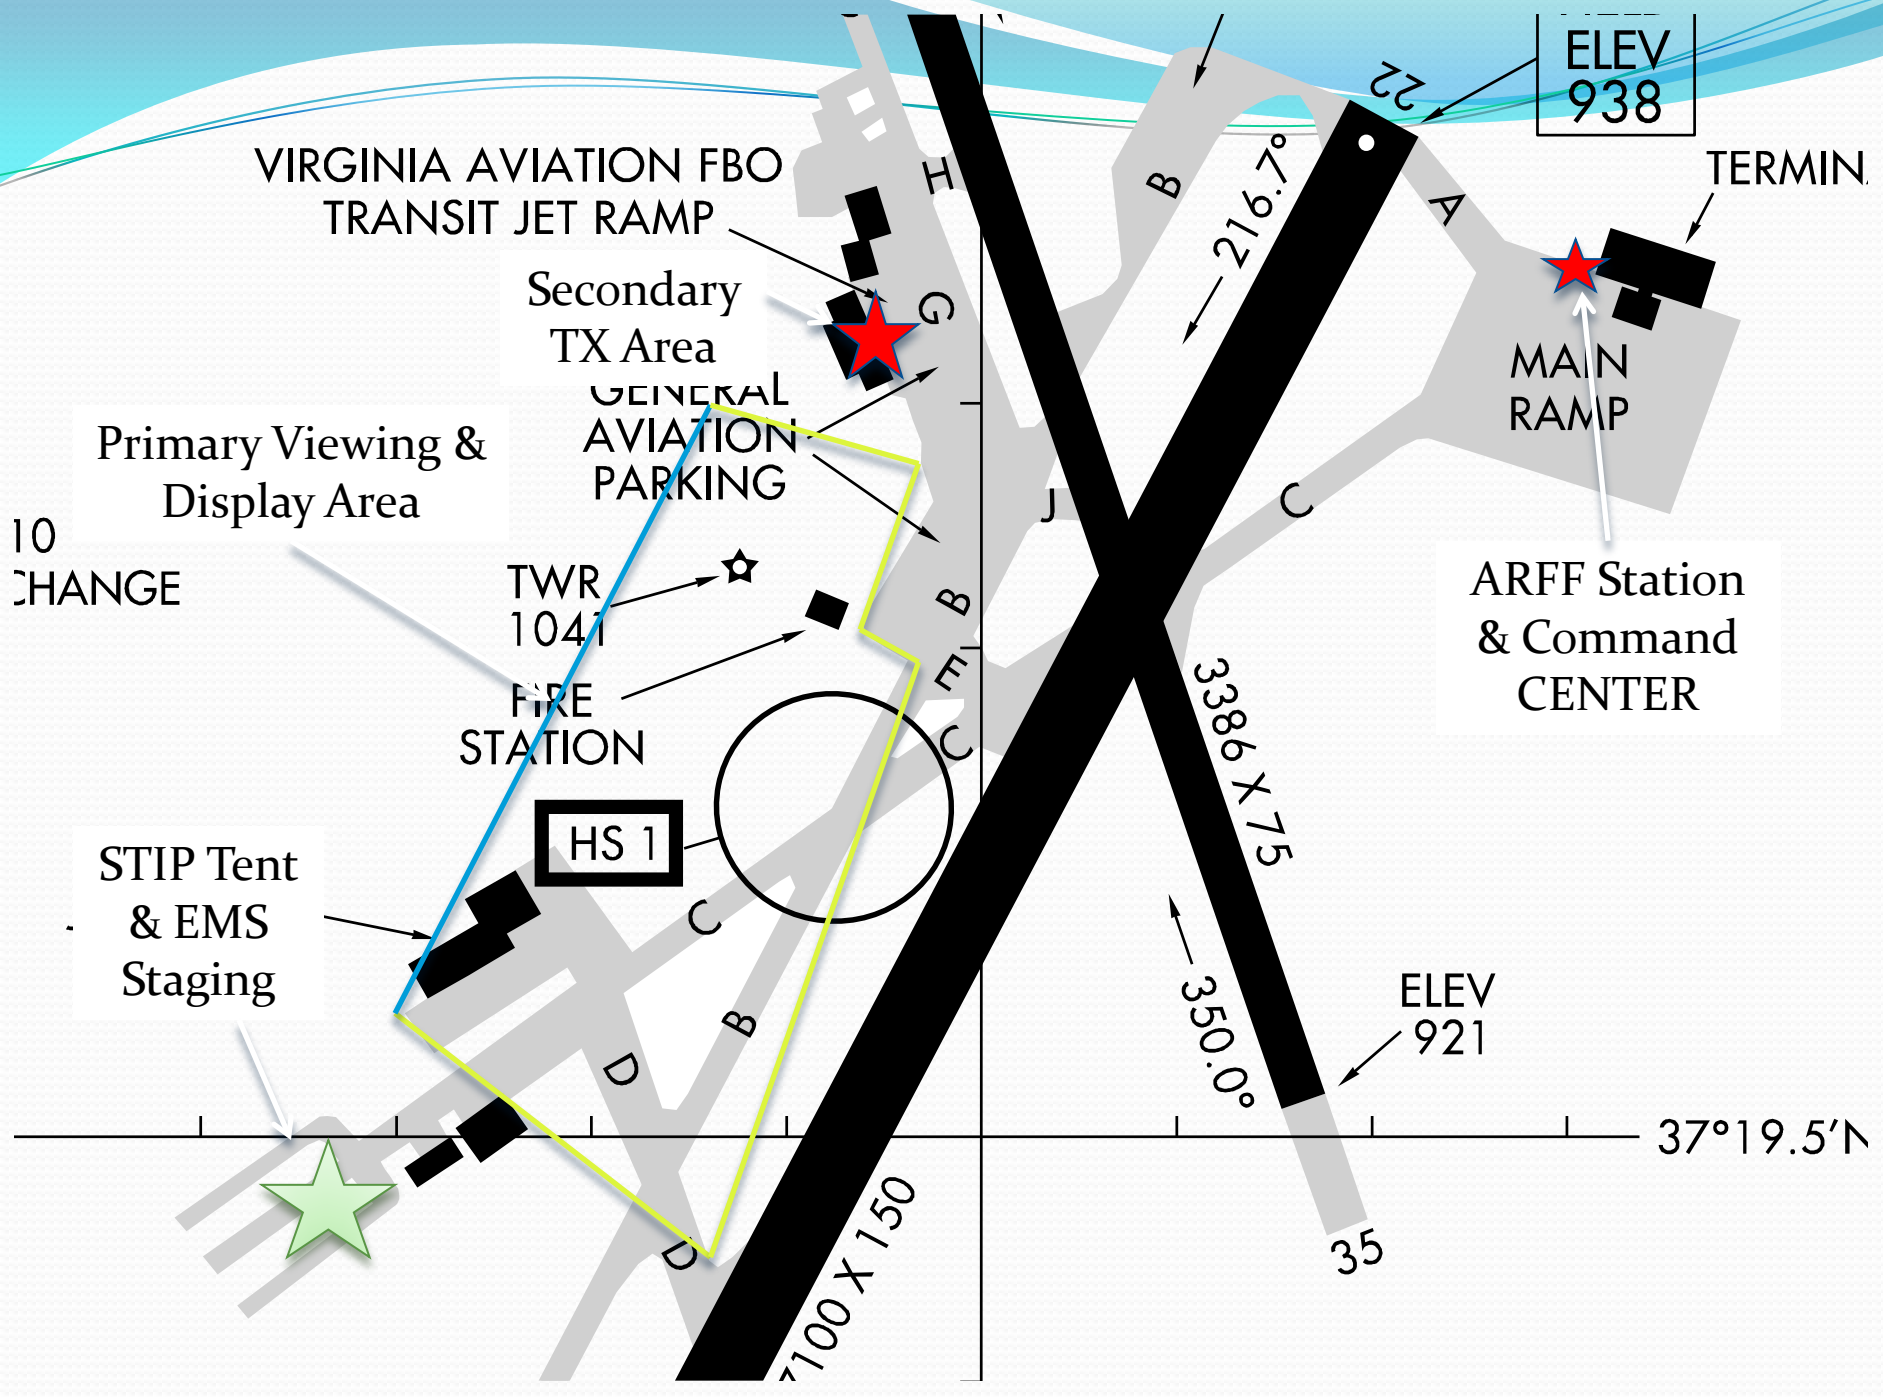 ELEV
938
22
TERMIN
VIRGINIA AVIATION FBO
TRANSIT JET RAMP
H
B
216.7°
A
Secondary
TX Area
G
MAIN
RAMP
GENERAL
AVIATION
PARKING
Primary Viewing &
Display Area
J
C
10
CHANGE
TWR
1041
B
ARFF Station
& Command
CENTER
E
FIRE
STATION
C
3386 X 75
HS 1
STIP Tent
& EMS
Staging
C
B
D
350.0°
ELEV
921
37°19.5'N
D
7100 X 150
35